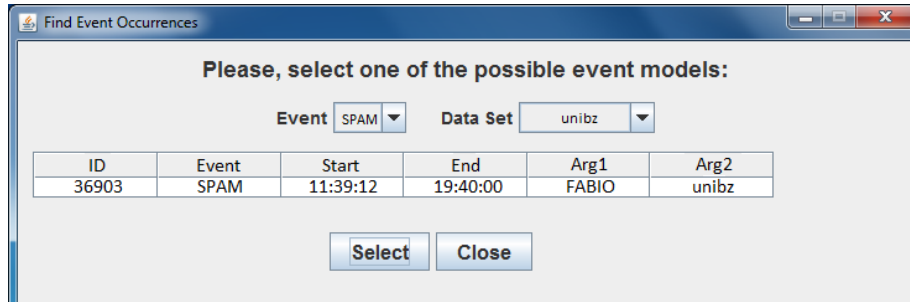 Find Event Occurrences
Please, select one of the possible event models:
Event SPAM Data Set unibz
ID Event Start End Arg1 Arg2
36903 SPAM 11:39:12 19:40:00 FABIO unibz
Select Close